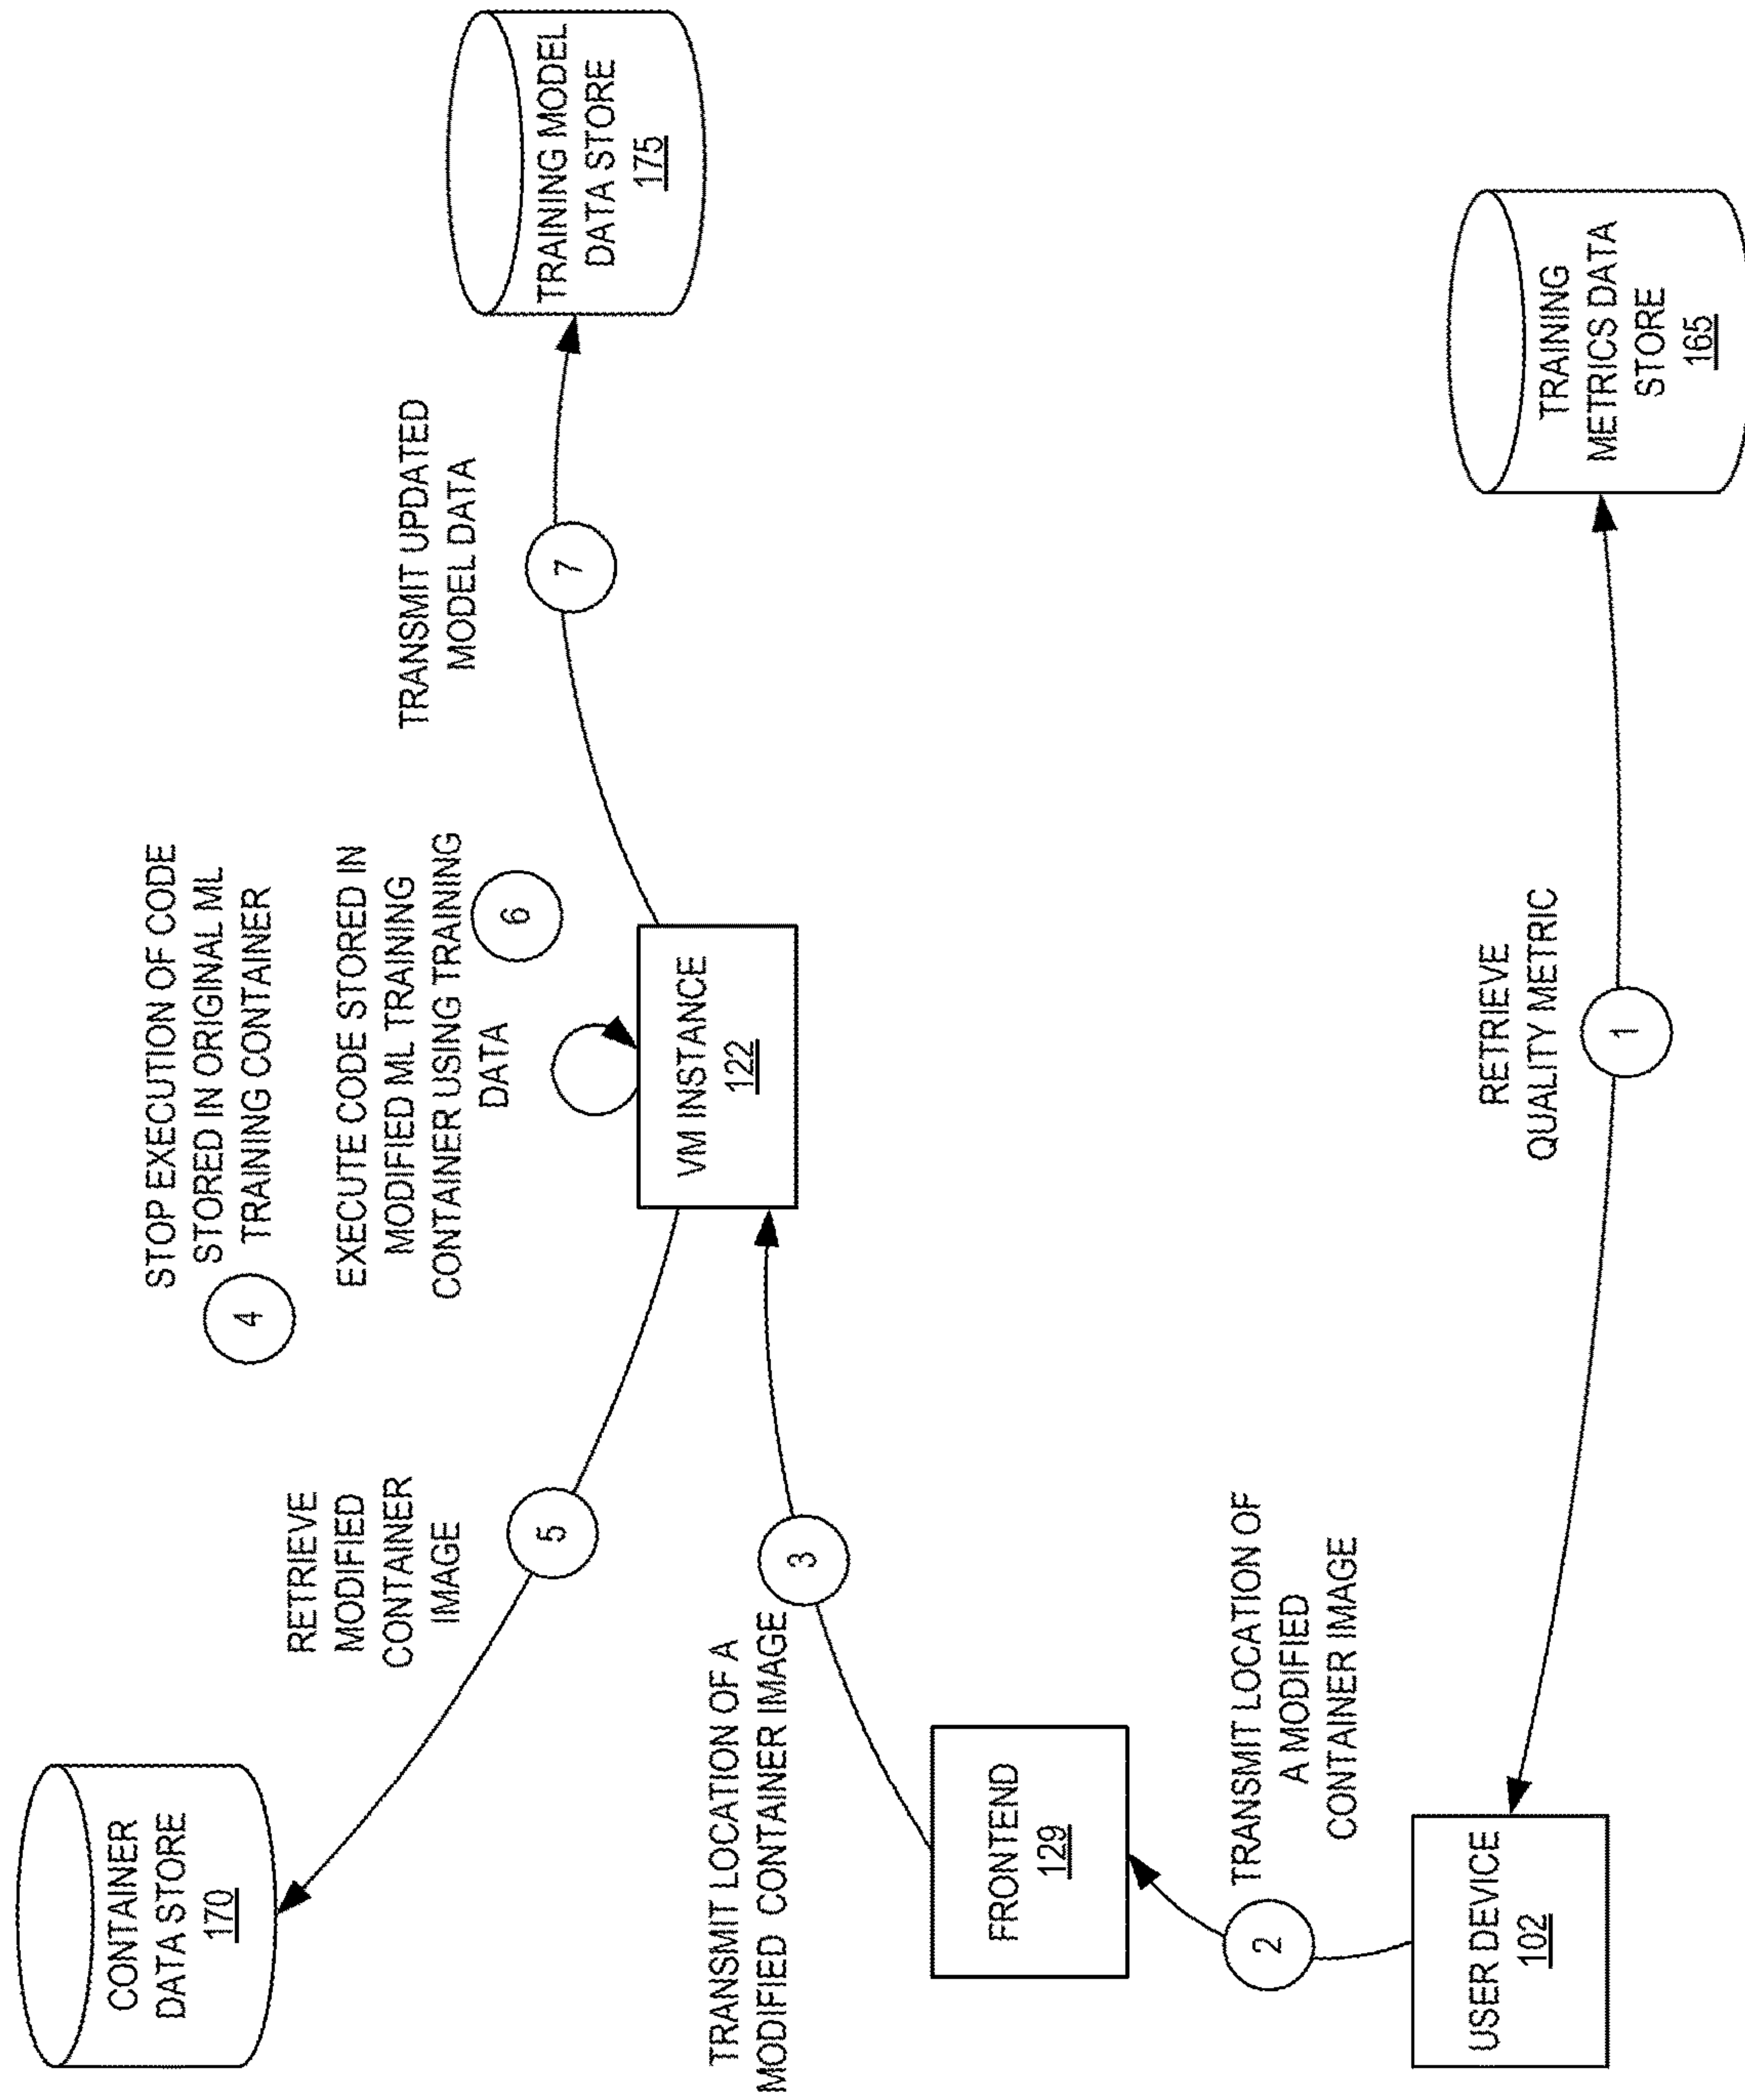 CONTAINER
DATA STORE
170
RETRIEVE
MODIFIED
CONTAINER
IMAGE
5
STOP EXECUTION OF CODE
STORED IN ORIGINAL ML
TRAINING CONTAINER
4
EXECUTE CODE STORED IN
MODIFIED ML TRAINING
CONTAINER USING TRAINING
DATA
6
TRANSMIT UPDATED
MODEL DATA
7
TRAINING MODEL
DATA STORE
175
VM INSTANCE
122
TRANSMIT LOCATION OF A
MODIFIED CONTAINER IMAGE
3
FRONTEND
129
TRANSMIT LOCATION OF
A MODIFIED
CONTAINER IMAGE
2
USER DEVICE
102
RETRIEVE
QUALITY METRIC
1
TRAINING
METRICS DATA
STORE
165